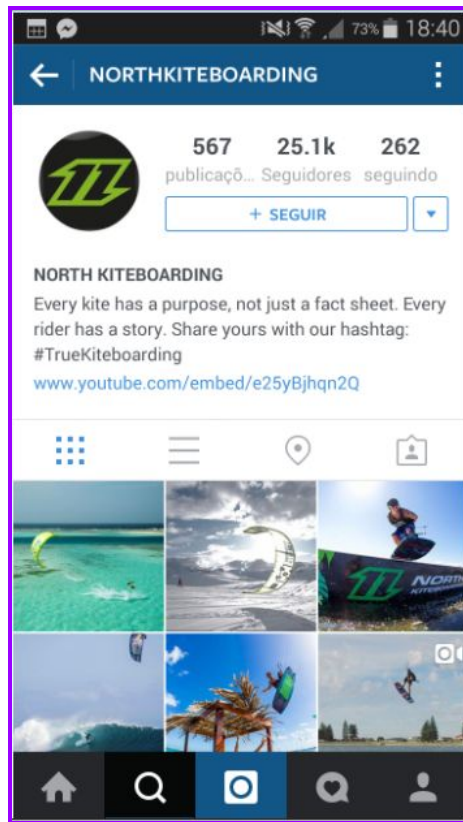 73% 18:40
NORTHKITEBOARDING
567 25.1k 262
publicaçõ... Seguidores seguindo
+ SEGUIR
NORTH KITEBOARDING
Every kite has a purpose, not just a fact sheet. Every
rider has a story. Share yours with our hashtag:
#TrueKiteboarding
www.youtube.com/embed/e25yBjhqn2Q
NORTH